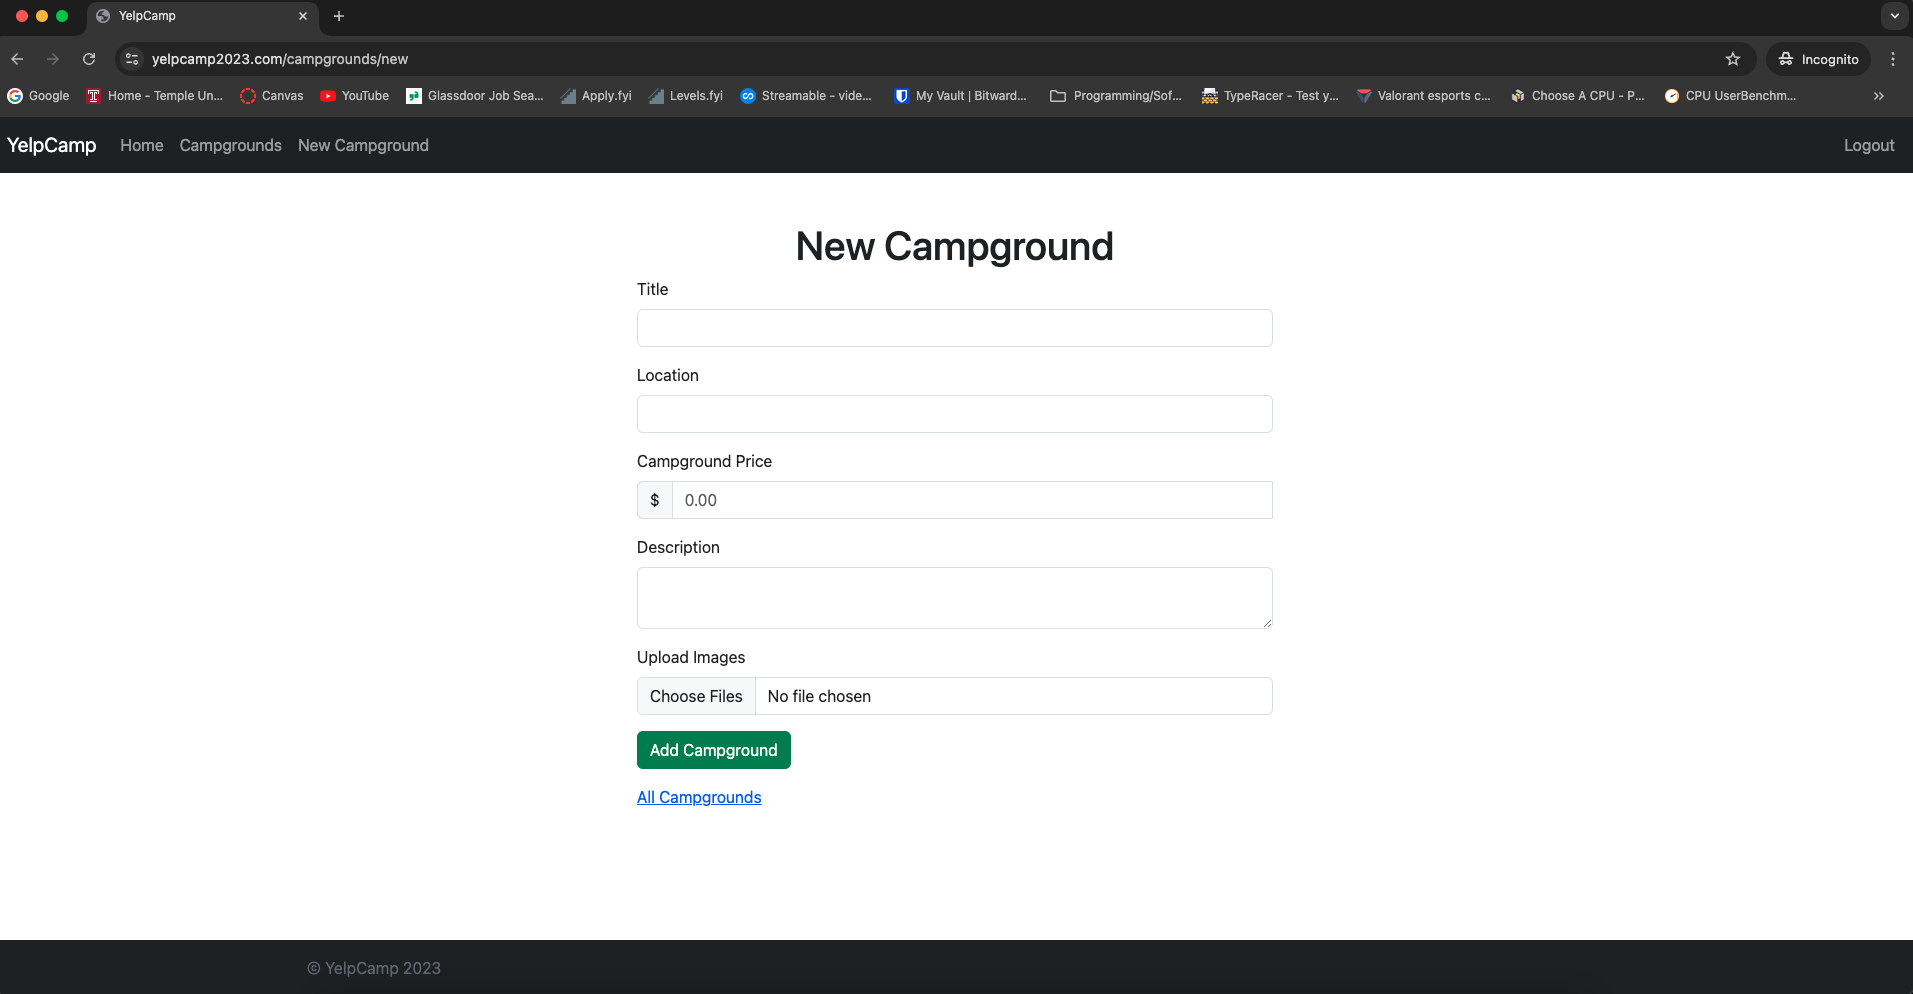 YelpCamp
yelpcamp2023.com/campgrounds/new
Incognito
Google Home - Temple Un... Canvas YouTube Glassdoor Job Sea... Apply.fyi Levels.fyi Streamable - vide... My Vault | Bitward... Programming/Sof... TypeRacer - Test y... Valorant esports c... Choose A CPU - P... CPU UserBenchm...
YelpCamp Home Campgrounds New Campground Logout
New Campground
Title
Location
Campground Price
$ 0.00
Description
Upload Images
Choose Files No file chosen
Add Campground
All Campgrounds
© YelpCamp 2023